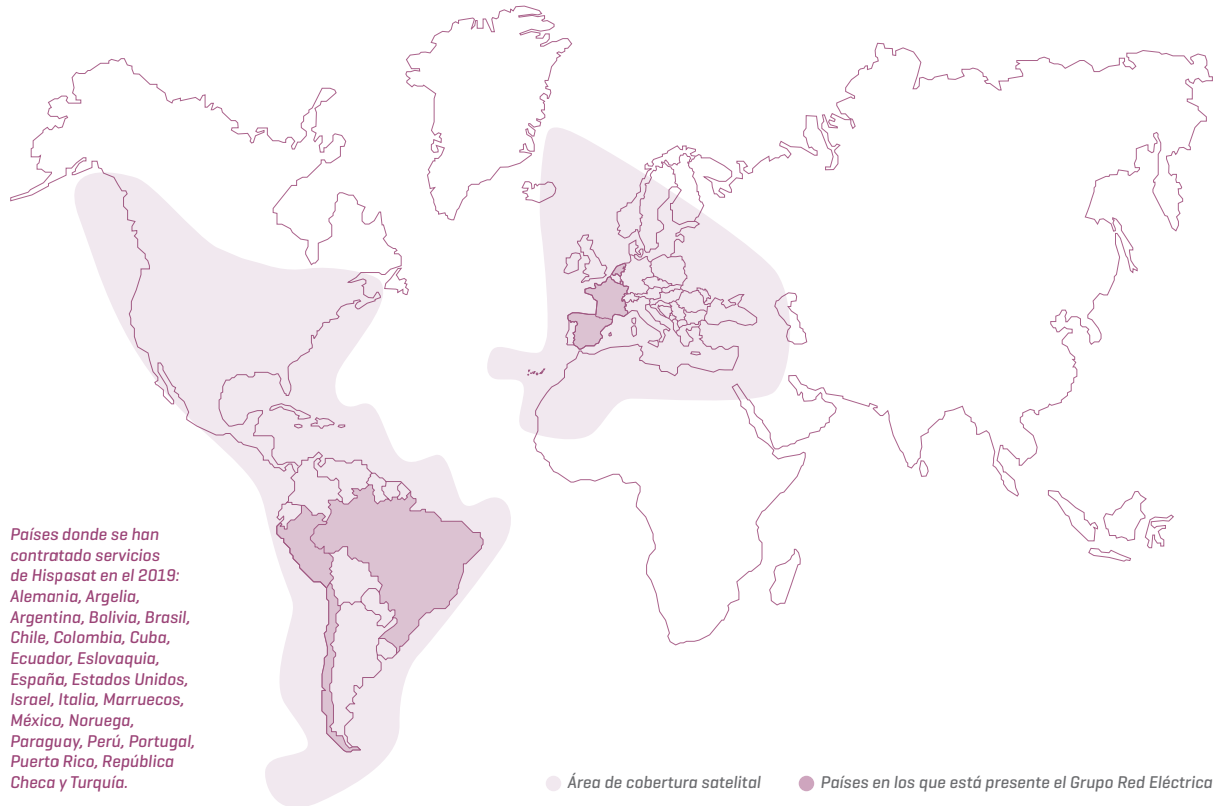 Países donde se han
contratado servicios
de Hispasat en el 2019:
Alemania, Argelia,
Argentina, Bolivia, Brasil,
Chile, Colombia, Cuba,
Ecuador, Eslovaquia,
España, Estados Unidos,
Israel, Italia, Marruecos,
México, Noruega,
Paraguay, Perú, Portugal,
Puerto Rico, República
Checa y Turquía.
Área de cobertura satelital
Países en los que está presente el Grupo Red Eléctrica